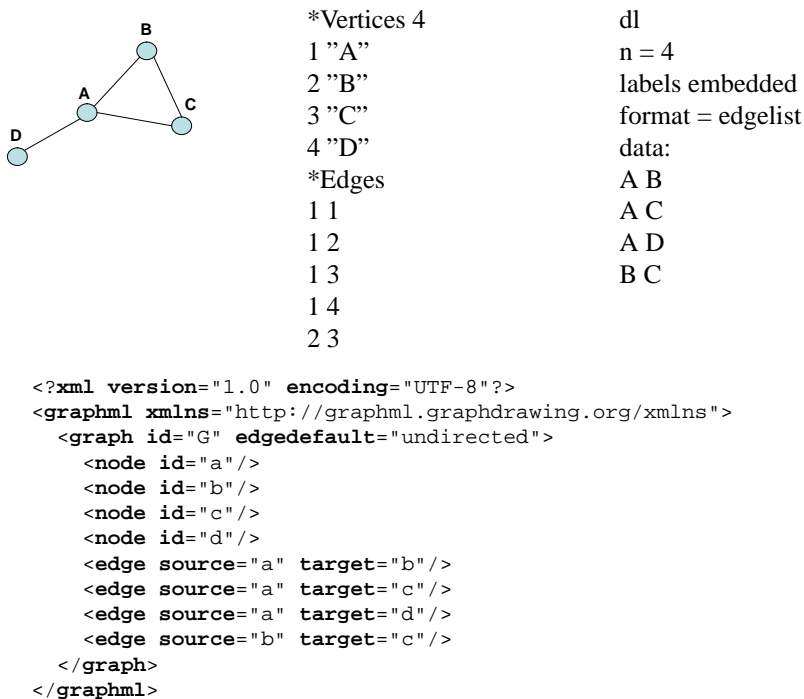 B
A
C
D
*Vertices 4
1 ”A”
2 ”B”
3 ”C”
4 ”D”
*Edges
1 1
1 2
1 3
1 4
2 3
dl
n = 4
labels embedded
format = edgelist
data:
A B
A C
A D
B C
<?xml version="1.0" encoding="UTF-8"?>
<graphml xmlns="http://graphml.graphdrawing.org/xmlns">
<graph id="G" edgedefault="undirected">
<node id="a"/>
<node id="b"/>
<node id="c"/>
<node id="d"/>
<edge source="a" target="b"/>
<edge source="a" target="c"/>
<edge source="a" target="d"/>
<edge source="b" target="c"/>
</graph>
</graphml>